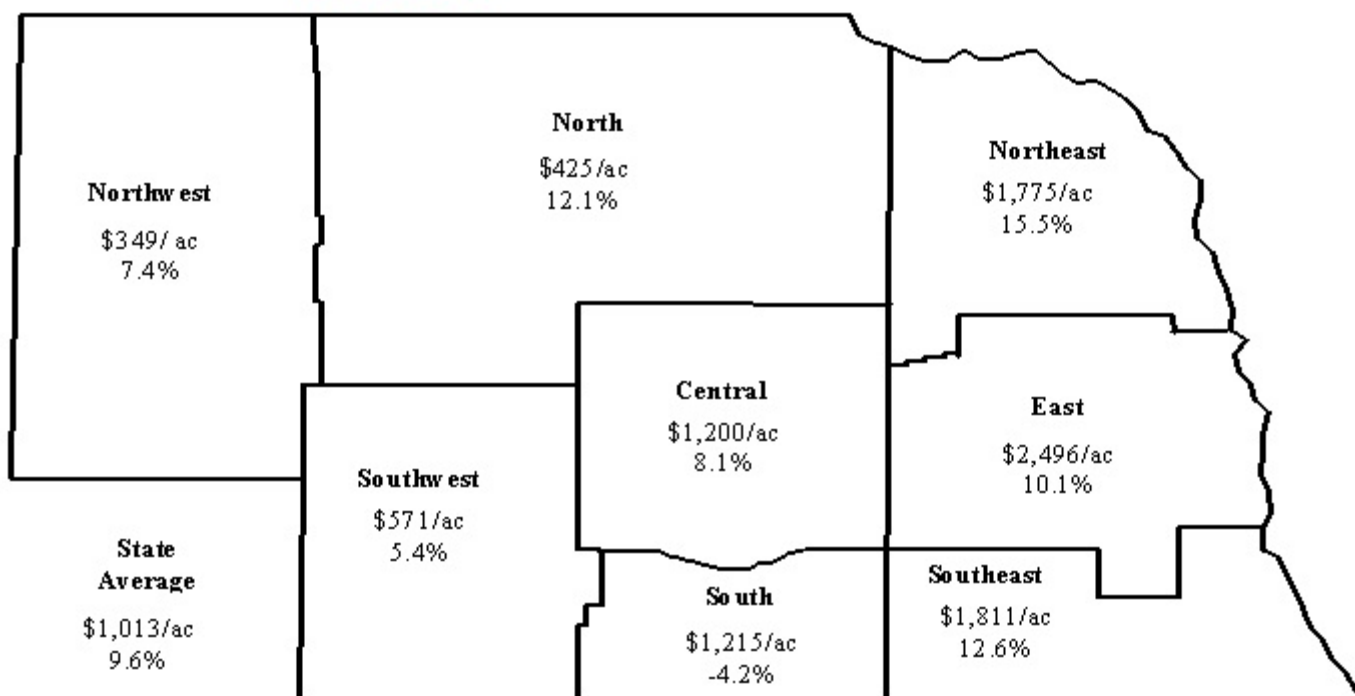 North
$425/ac
12.1%
Northeast
$1,775/ac
15.5%
Northwest
$349/ ac
7.4%
Central
$1,200/ac
8.1%
East
$2,496/ac
10.1%
Southwest
$571/ac
5.4%
State
Average
$1,013/ac
9.6%
South
$1,215/ac
-4.2%
Southeast
$1,811/ac
12.6%